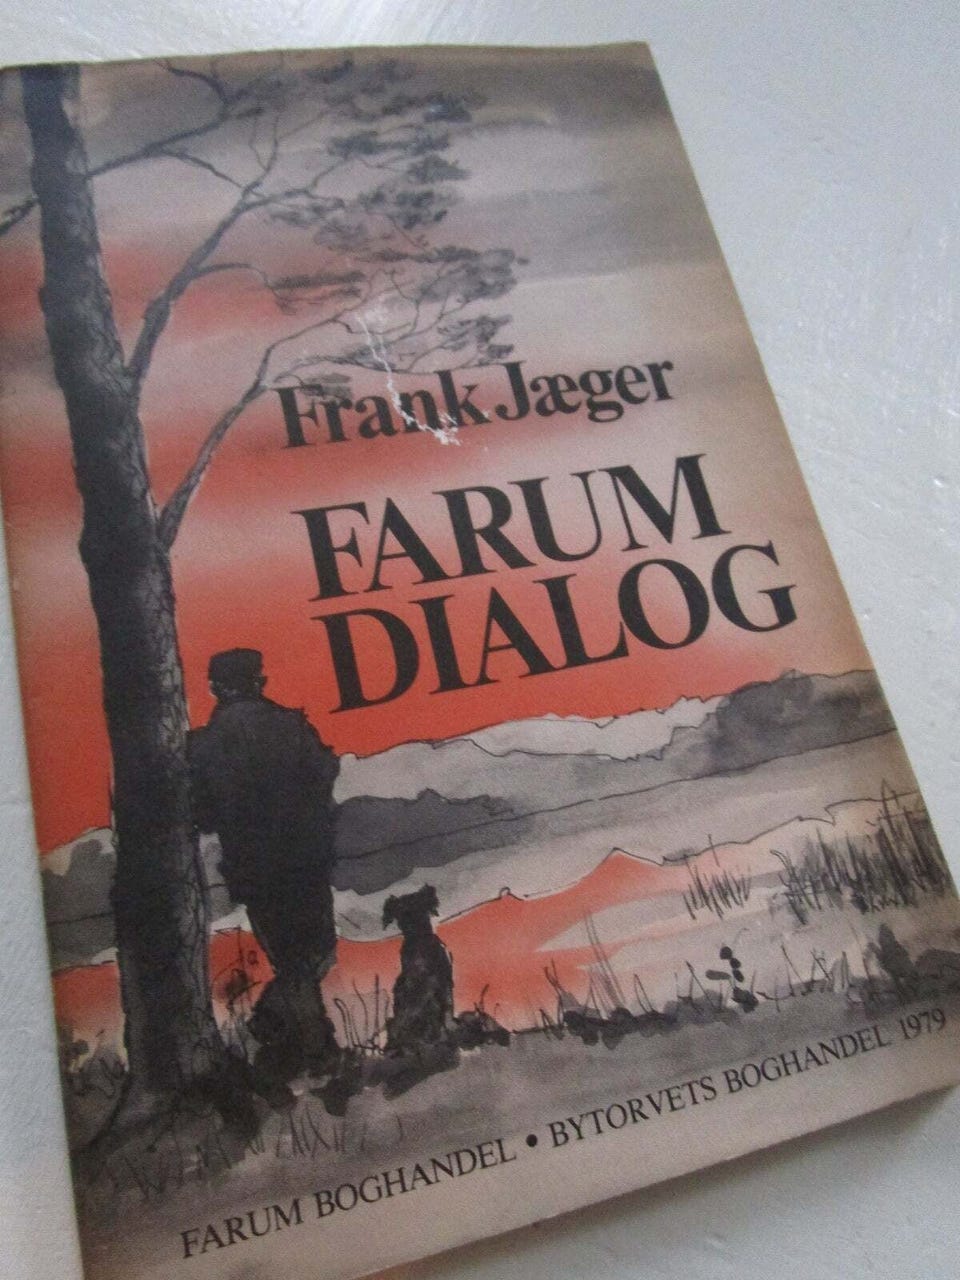 Frank Jæger
FARUM
DIALOG
FARUM BOGHANDEL • BYTORVETS BOGHANDEL 1979